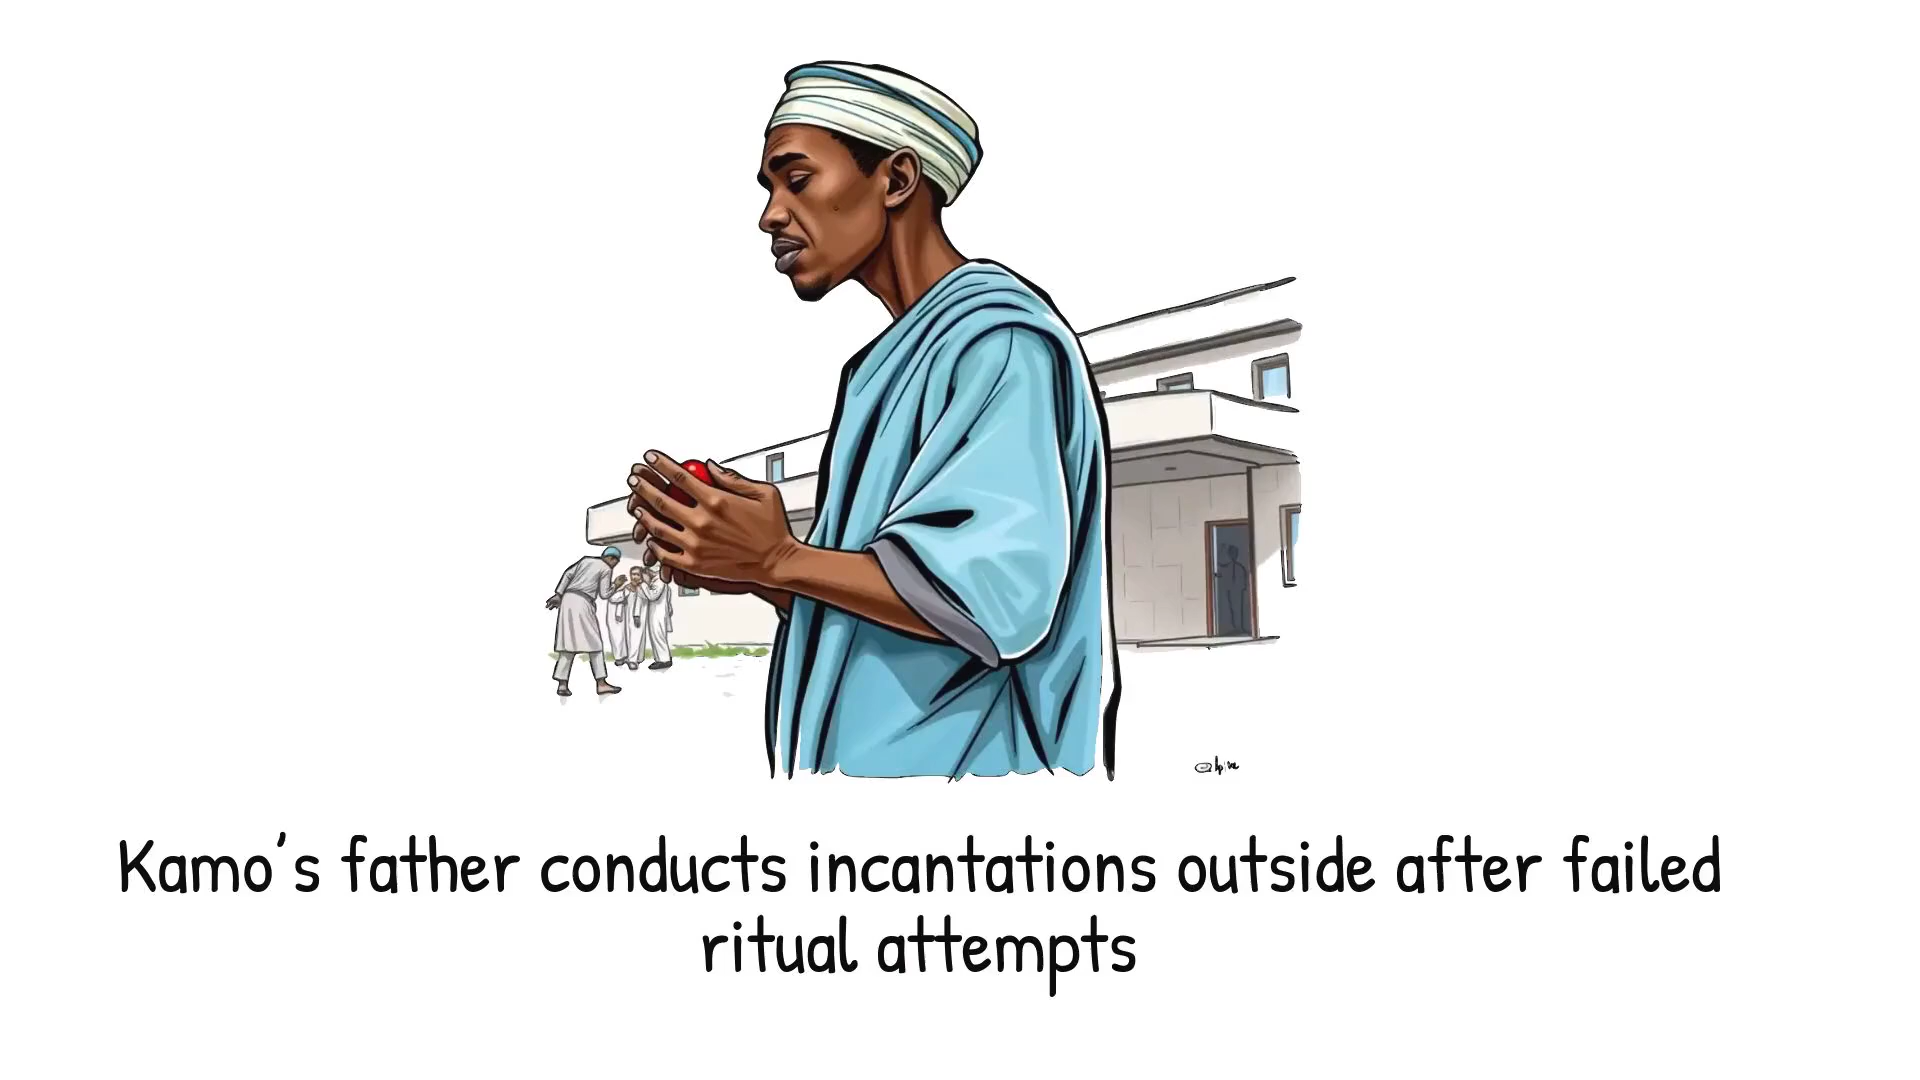 Kamo's father conducts incantations outside after failed
ritual attempts